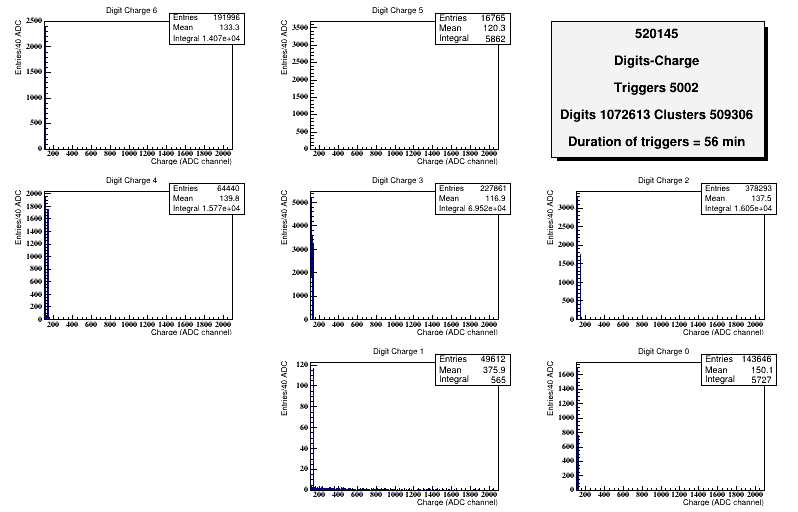 Digit Charge 6
Entries 191996
Mean 133.3
Integral 1.407e+04
Entries/40 ADC
2500
2000
1500
1000
500
0
200 400 600 800 1000 1200 1400 1600 1800 2000
Charge (ADC channel)
Digit Charge 5
Entries 16765
Mean 120.3
Integral 5862
Entries/40 ADC
3500
3000
2500
2000
1500
1000
500
0
200 400 600 800 1000 1200 1400 1600 1800 2000
Charge (ADC channel)
520145
Digits-Charge
Triggers 5002
Digits 1072613 Clusters 509306
Duration of triggers = 56 min
Digit Charge 4
Entries 64440
Mean 139.8
Integral 1.577e+04
Entries/40 ADC
2000
1800
1600
1400
1200
1000
800
600
400
200
0
200 400 600 800 1000 1200 1400 1600 1800 2000
Charge (ADC channel)
Digit Charge 3
Entries 227861
Mean 116.9
Integral 6.952e+04
Entries/40 ADC
5000
4000
3000
2000
1000
0
200 400 600 800 1000 1200 1400 1600 1800 2000
Charge (ADC channel)
Digit Charge 2
Entries 378293
Mean 137.5
Integral 1.605e+04
Entries/40 ADC
3000
2500
2000
1500
1000
500
0
200 400 600 800 1000 1200 1400 1600 1800 2000
Charge (ADC channel)
Digit Charge 1
Entries 49612
Mean 375.9
Integral 565
Entries/40 ADC
120
100
80
60
40
20
0
200 400 600 800 1000 1200 1400 1600 1800 2000
Charge (ADC channel)
Digit Charge 0
Entries 143646
Mean 150.1
Integral 5727
Entries/40 ADC
1600
1400
1200
1000
800
600
400
200
0
200 400 600 800 1000 1200 1400 1600 1800 2000
Charge (ADC channel)